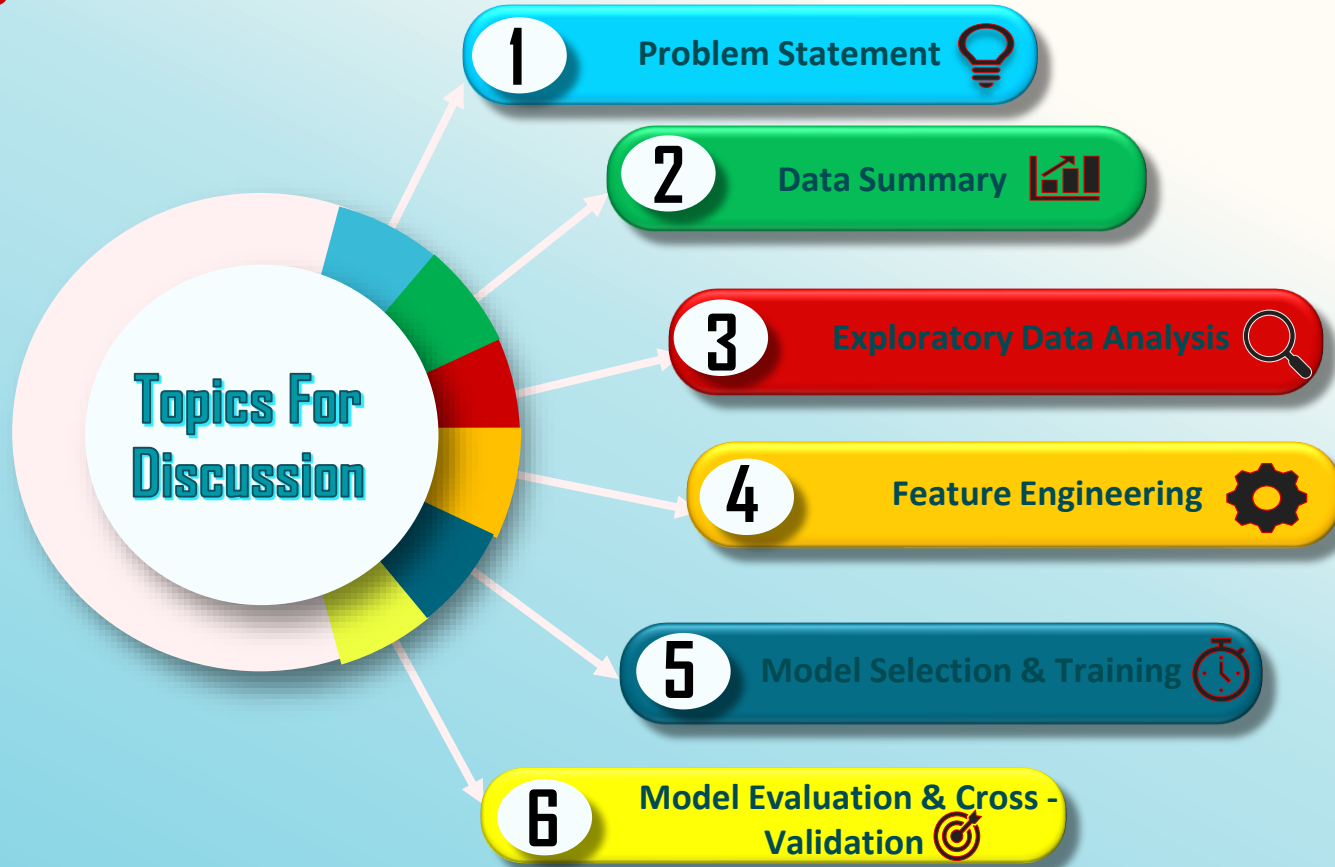 Topics For
Discussion
1
Problem Statement
2
Data Summary
3
Exploratory Data Analysis
4
Feature Engineering
5
Model Selection & Training
6
Model Evaluation & Cross -
Validation